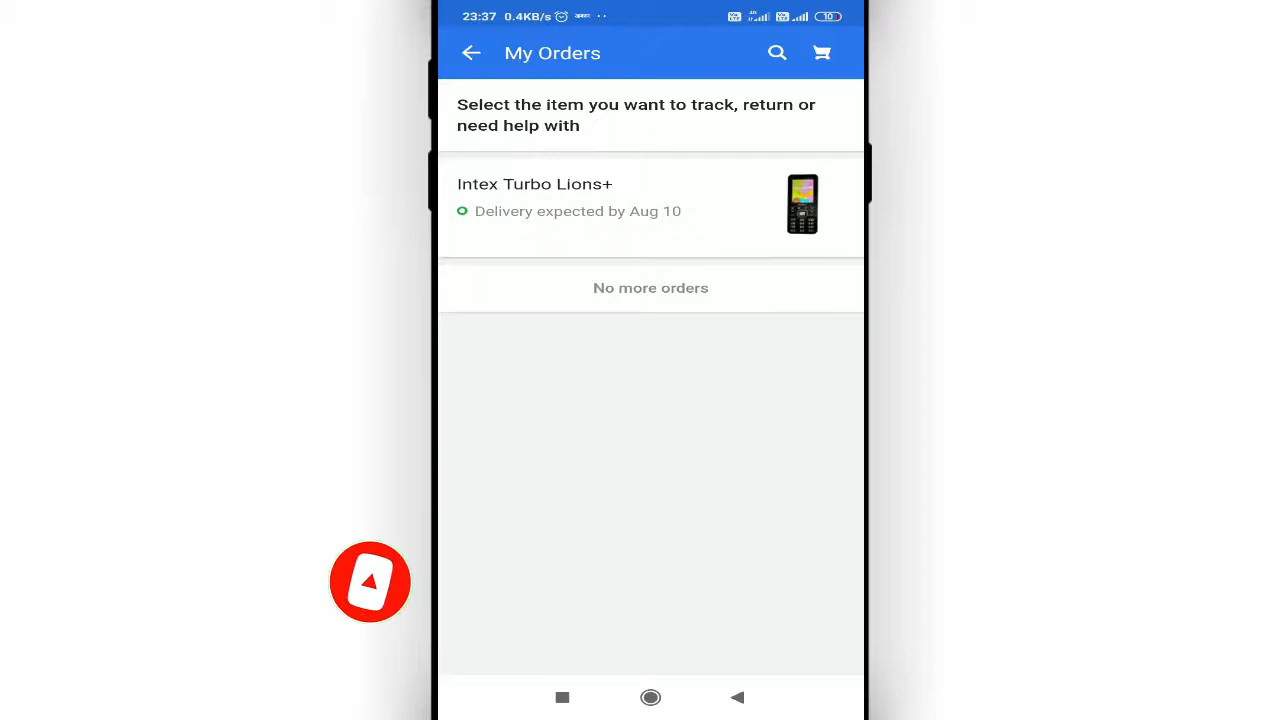 23:37 0.4KB/s
10
My Orders
Select the item you want to track, return or
need help with
Intex Turbo Lions+
Delivery expected by Aug 10
No more orders